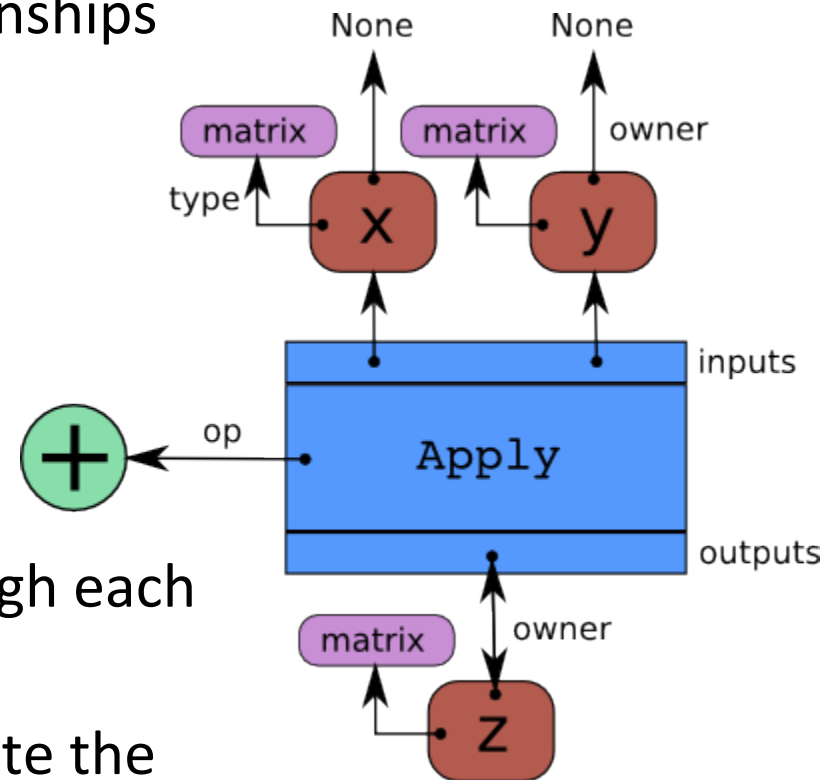 nships
None None
matrix matrix owner
type
x y
inputs
+ op Apply
outputs
gh each
matrix owner
te the z